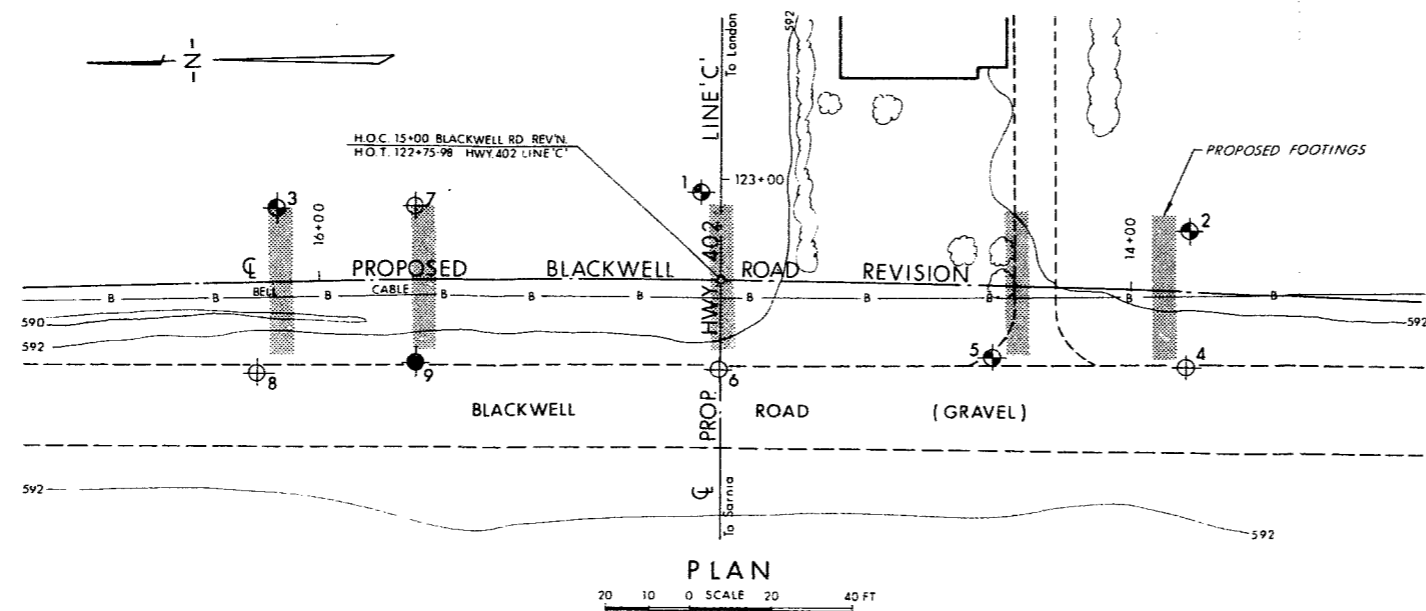 592
N
LINE 'C'
To London
H.O.C. 15+00 BLACKWELL RD. REV'N.
H.O.T. 122+75·98 HWY. 402 LINE 'C'
PROPOSED FOOTINGS
1
123+00
3
7
2
16+00
14+00
HWY. 402
℄ PROPOSED BLACKWELL ROAD REVISION
BELL CABLE
B B B B B B B B B B B
590
592
592
5
4
8
9
6
BLACKWELL ROAD (GRAVEL)
PROP.
592
℄
To Sarnia
592
PLAN
20 10 0 SCALE 20 40 FT